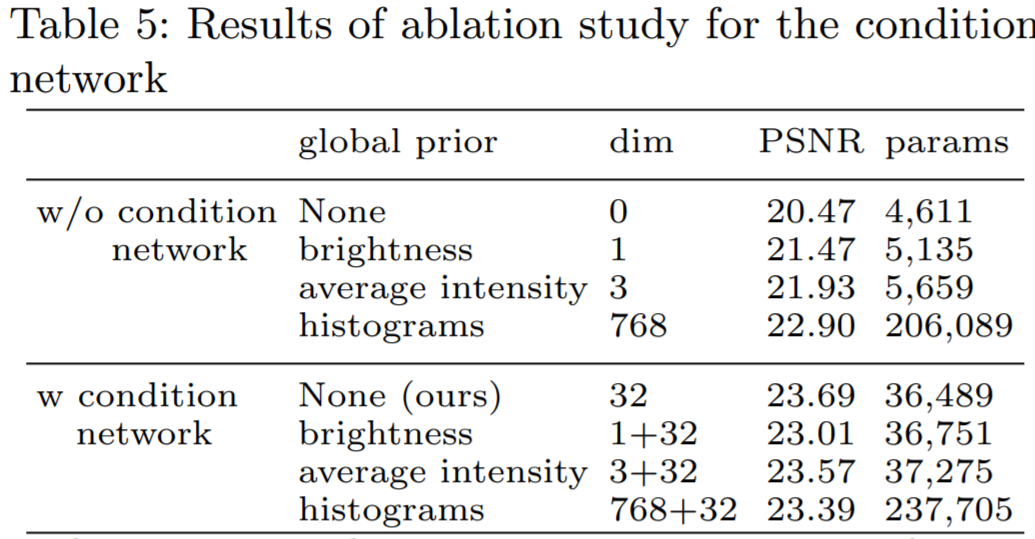 Table 5: Results of ablation study for the condition
network
global prior dim PSNR params
w/o condition None 0 20.47 4,611
network brightness 1 21.47 5,135
average intensity 3 21.93 5,659
histograms 768 22.90 206,089
w condition None (ours) 32 23.69 36,489
network brightness 1+32 23.01 36,751
average intensity 3+32 23.57 37,275
histograms 768+32 23.39 237,705